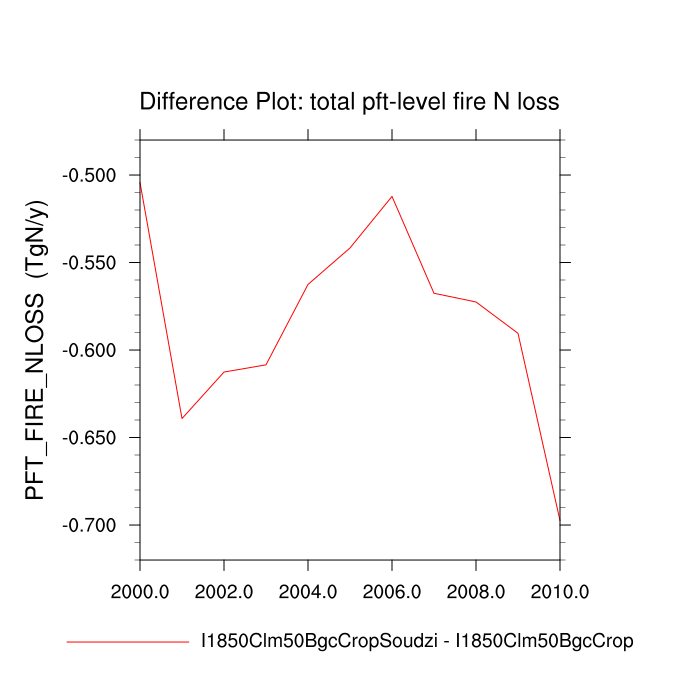 Difference Plot: total pft-level fire N loss
PFT_FIRE_NLOSS (TgN/y)
-0.500
-0.550
-0.600
-0.650
-0.700
2000.0 2002.0 2004.0 2006.0 2008.0 2010.0
I1850Clm50BgcCropSoudzi - I1850Clm50BgcCrop